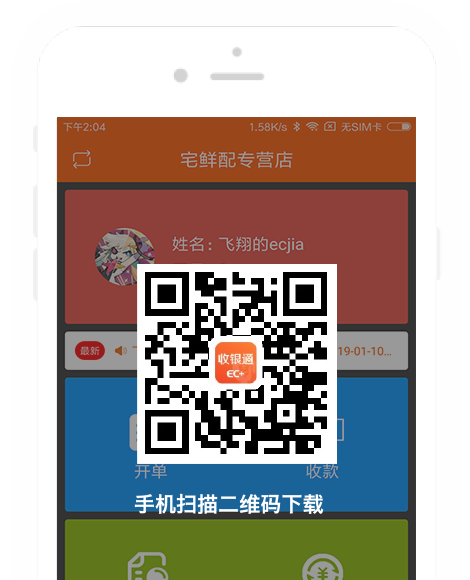 下午2:04 1.58K/s 无SIM卡
宅鲜配专营店
姓名：飞翔的ecjia
最新 19-01-10...
收银通
EC+
开单 收款
手机扫描二维码下载